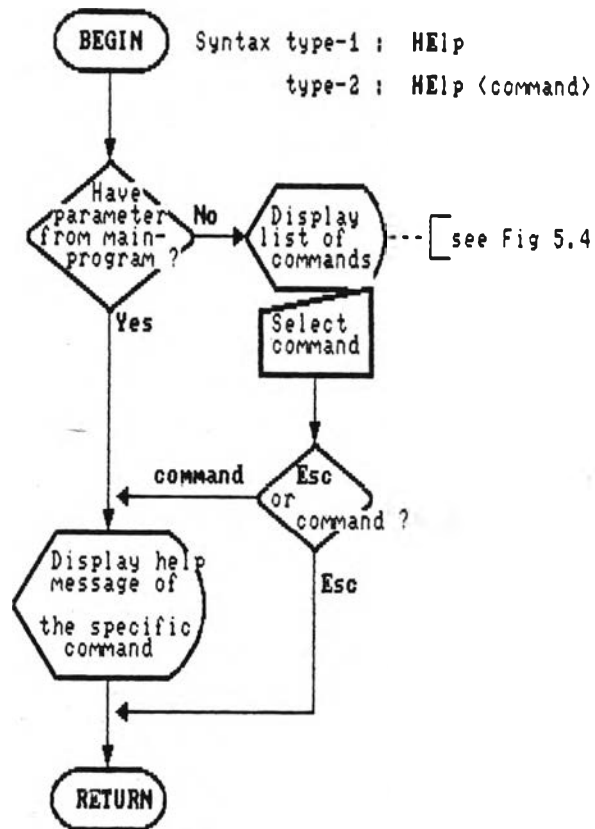 BEGIN
Syntax type-1 : HElp
type-2 : HElp <command>
Have
parameter
from main-
program ?
No
Display
list of
commands
see Fig 5.4
Yes
Select
command
command
Esc
or
command ?
Esc
Display help
message of
the specific
command
RETURN